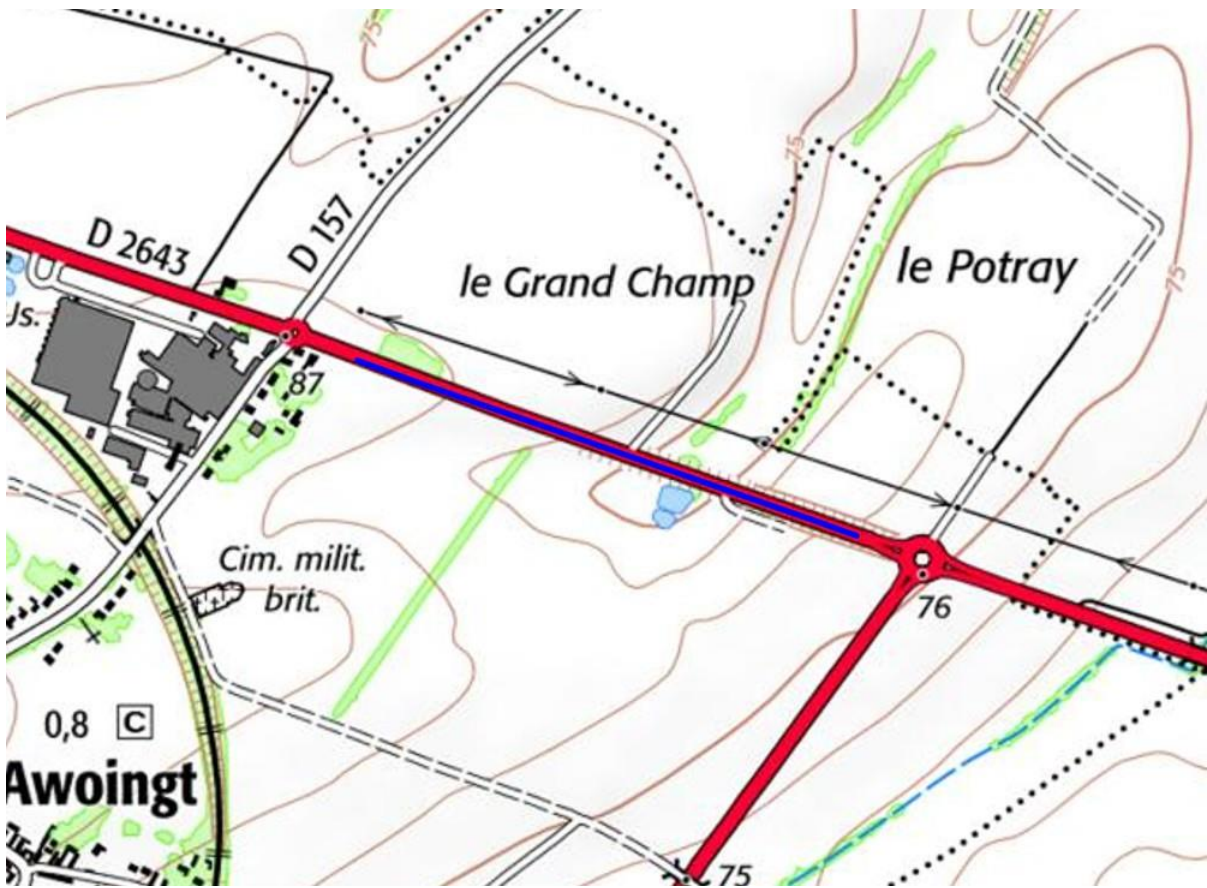 75
D 2643
D 157
75
le Grand Champ
le Potray
75
Us.
87
Cim. milit.
brit.
76
0,8 C
Awoingt
75